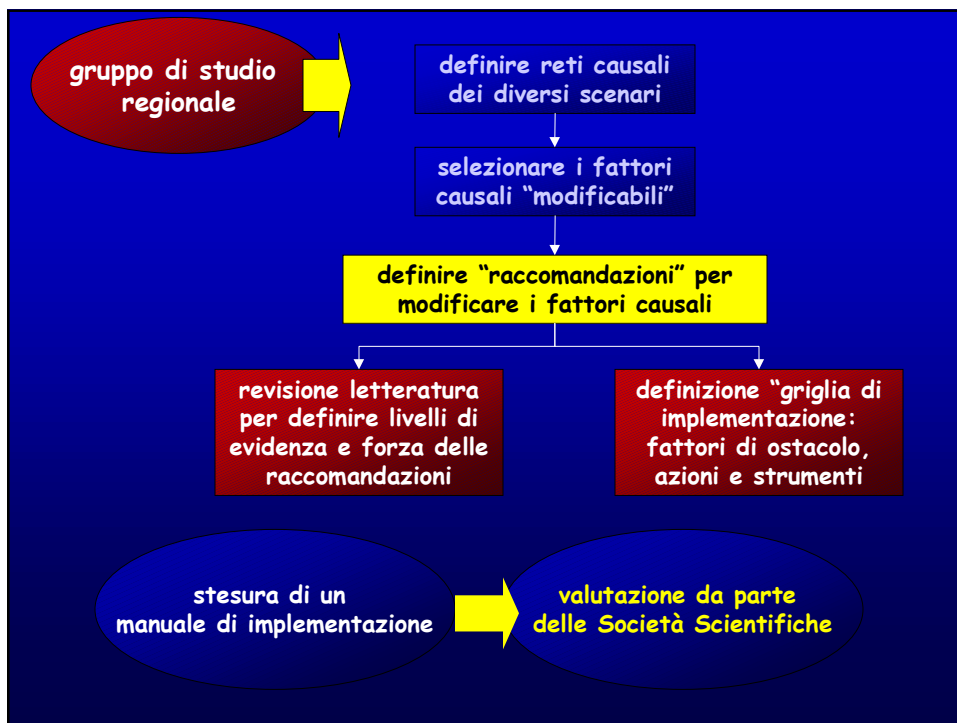 gruppo di studio
regionale
definire reti causali
dei diversi scenari
selezionare i fattori
causali “modificabili”
definire “raccomandazioni” per
modificare i fattori causali
revisione letteratura
per definire livelli di
evidenza e forza delle
raccomandazioni
definizione “griglia di
implementazione:
fattori di ostacolo,
azioni e strumenti
stesura di un
manuale di implementazione
valutazione da parte
delle Società Scientifiche